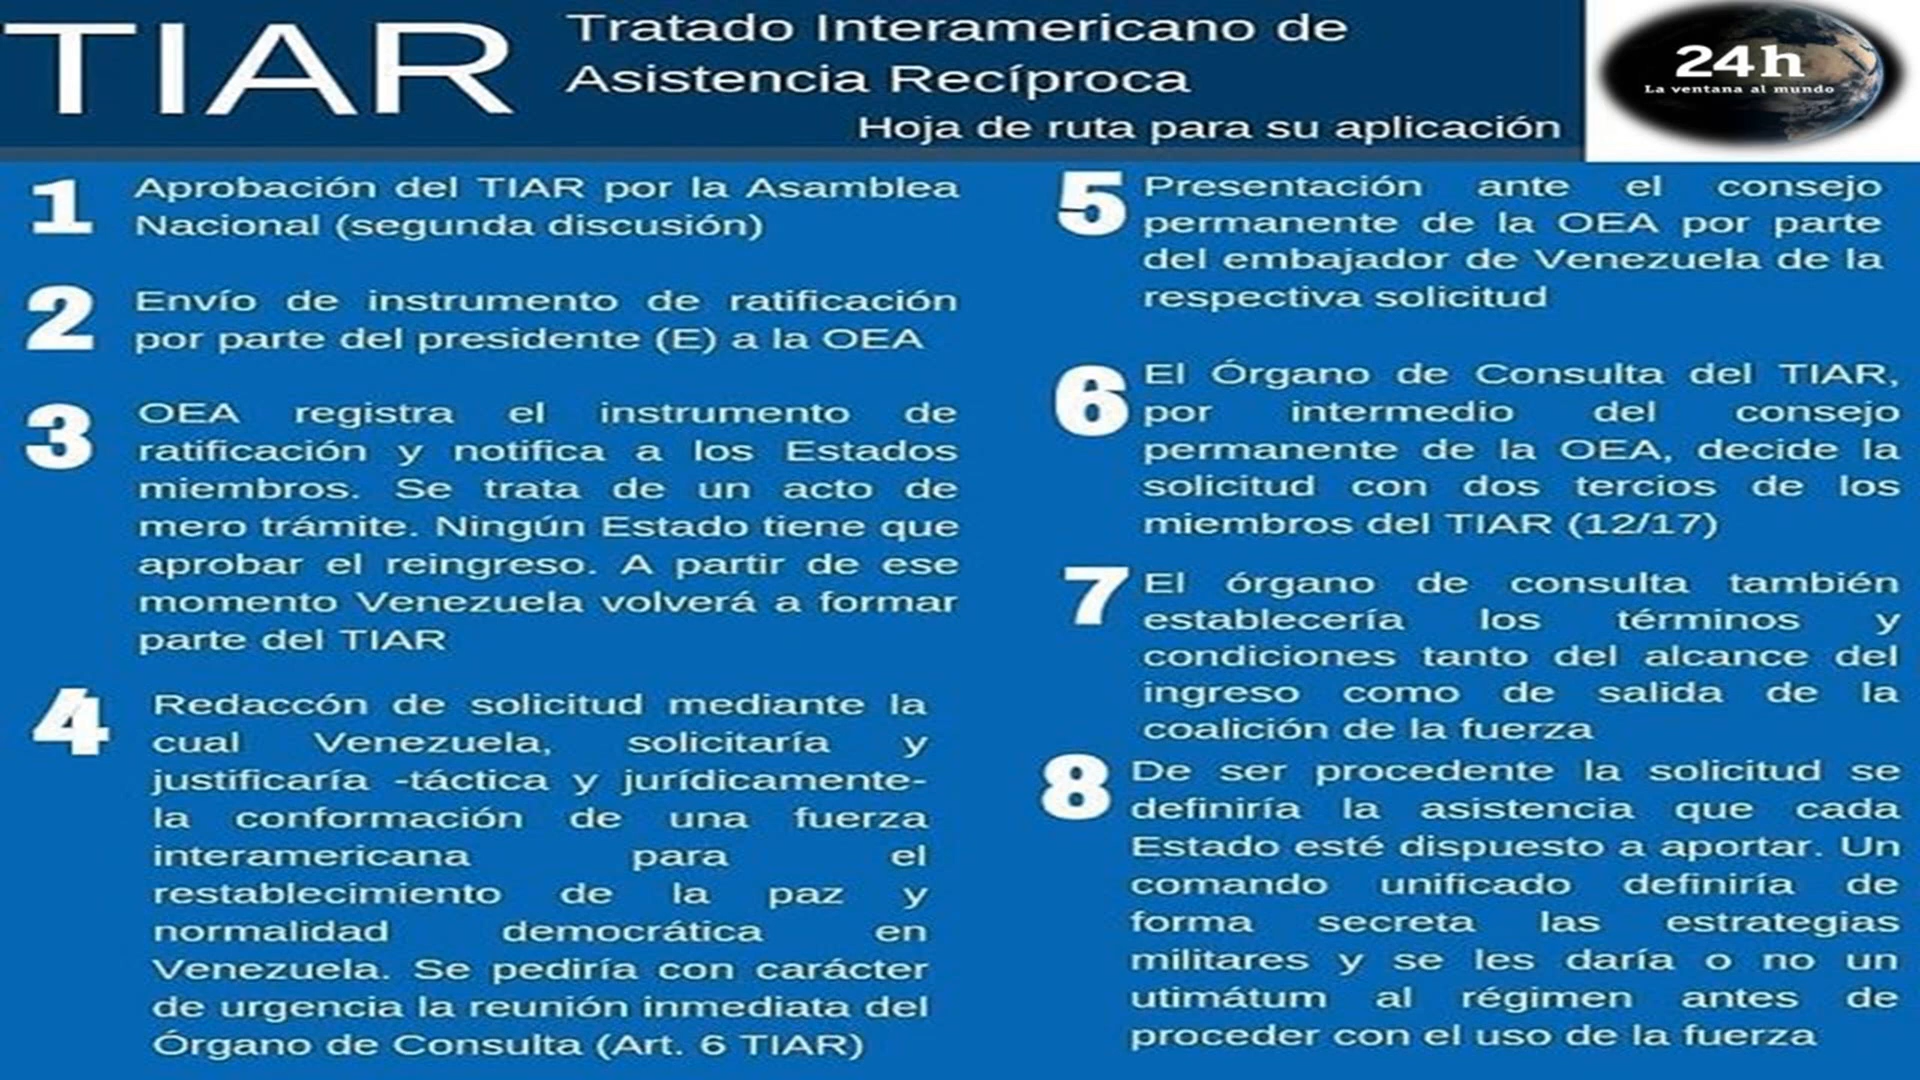 TIAR
Tratado Interamericano de
Asistencia Recíproca
Hoja de ruta para su aplicación
24h
La ventana al mundo
1
Aprobación del TIAR por la Asamblea
Nacional (segunda discusión)
2
Envío de instrumento de ratificación
por parte del presidente (E) a la OEA
3
OEA registra el instrumento de
ratificación y notifica a los Estados
miembros. Se trata de un acto de
mero trámite. Ningún Estado tiene que
aprobar el reingreso. A partir de ese
momento Venezuela volverá a formar
parte del TIAR
4
Redaccón de solicitud mediante la
cual Venezuela, solicitaría y
justificaría -táctica y jurídicamente-
la conformación de una fuerza
interamericana para el
restablecimiento de la paz y
normalidad democrática en
Venezuela. Se pediría con carácter
de urgencia la reunión inmediata del
Órgano de Consulta (Art. 6 TIAR)
5
Presentación ante el consejo
permanente de la OEA por parte
del embajador de Venezuela de la
respectiva solicitud
6
El Órgano de Consulta del TIAR,
por intermedio del consejo
permanente de la OEA, decide la
solicitud con dos tercios de los
miembros del TIAR (12/17)
7
El órgano de consulta también
establecería los términos y
condiciones tanto del alcance del
ingreso como de salida de la
coalición de la fuerza
8
De ser procedente la solicitud se
definiría la asistencia que cada
Estado esté dispuesto a aportar. Un
comando unificado definiría de
forma secreta las estrategias
militares y se les daría o no un
utimátum al régimen antes de
proceder con el uso de la fuerza